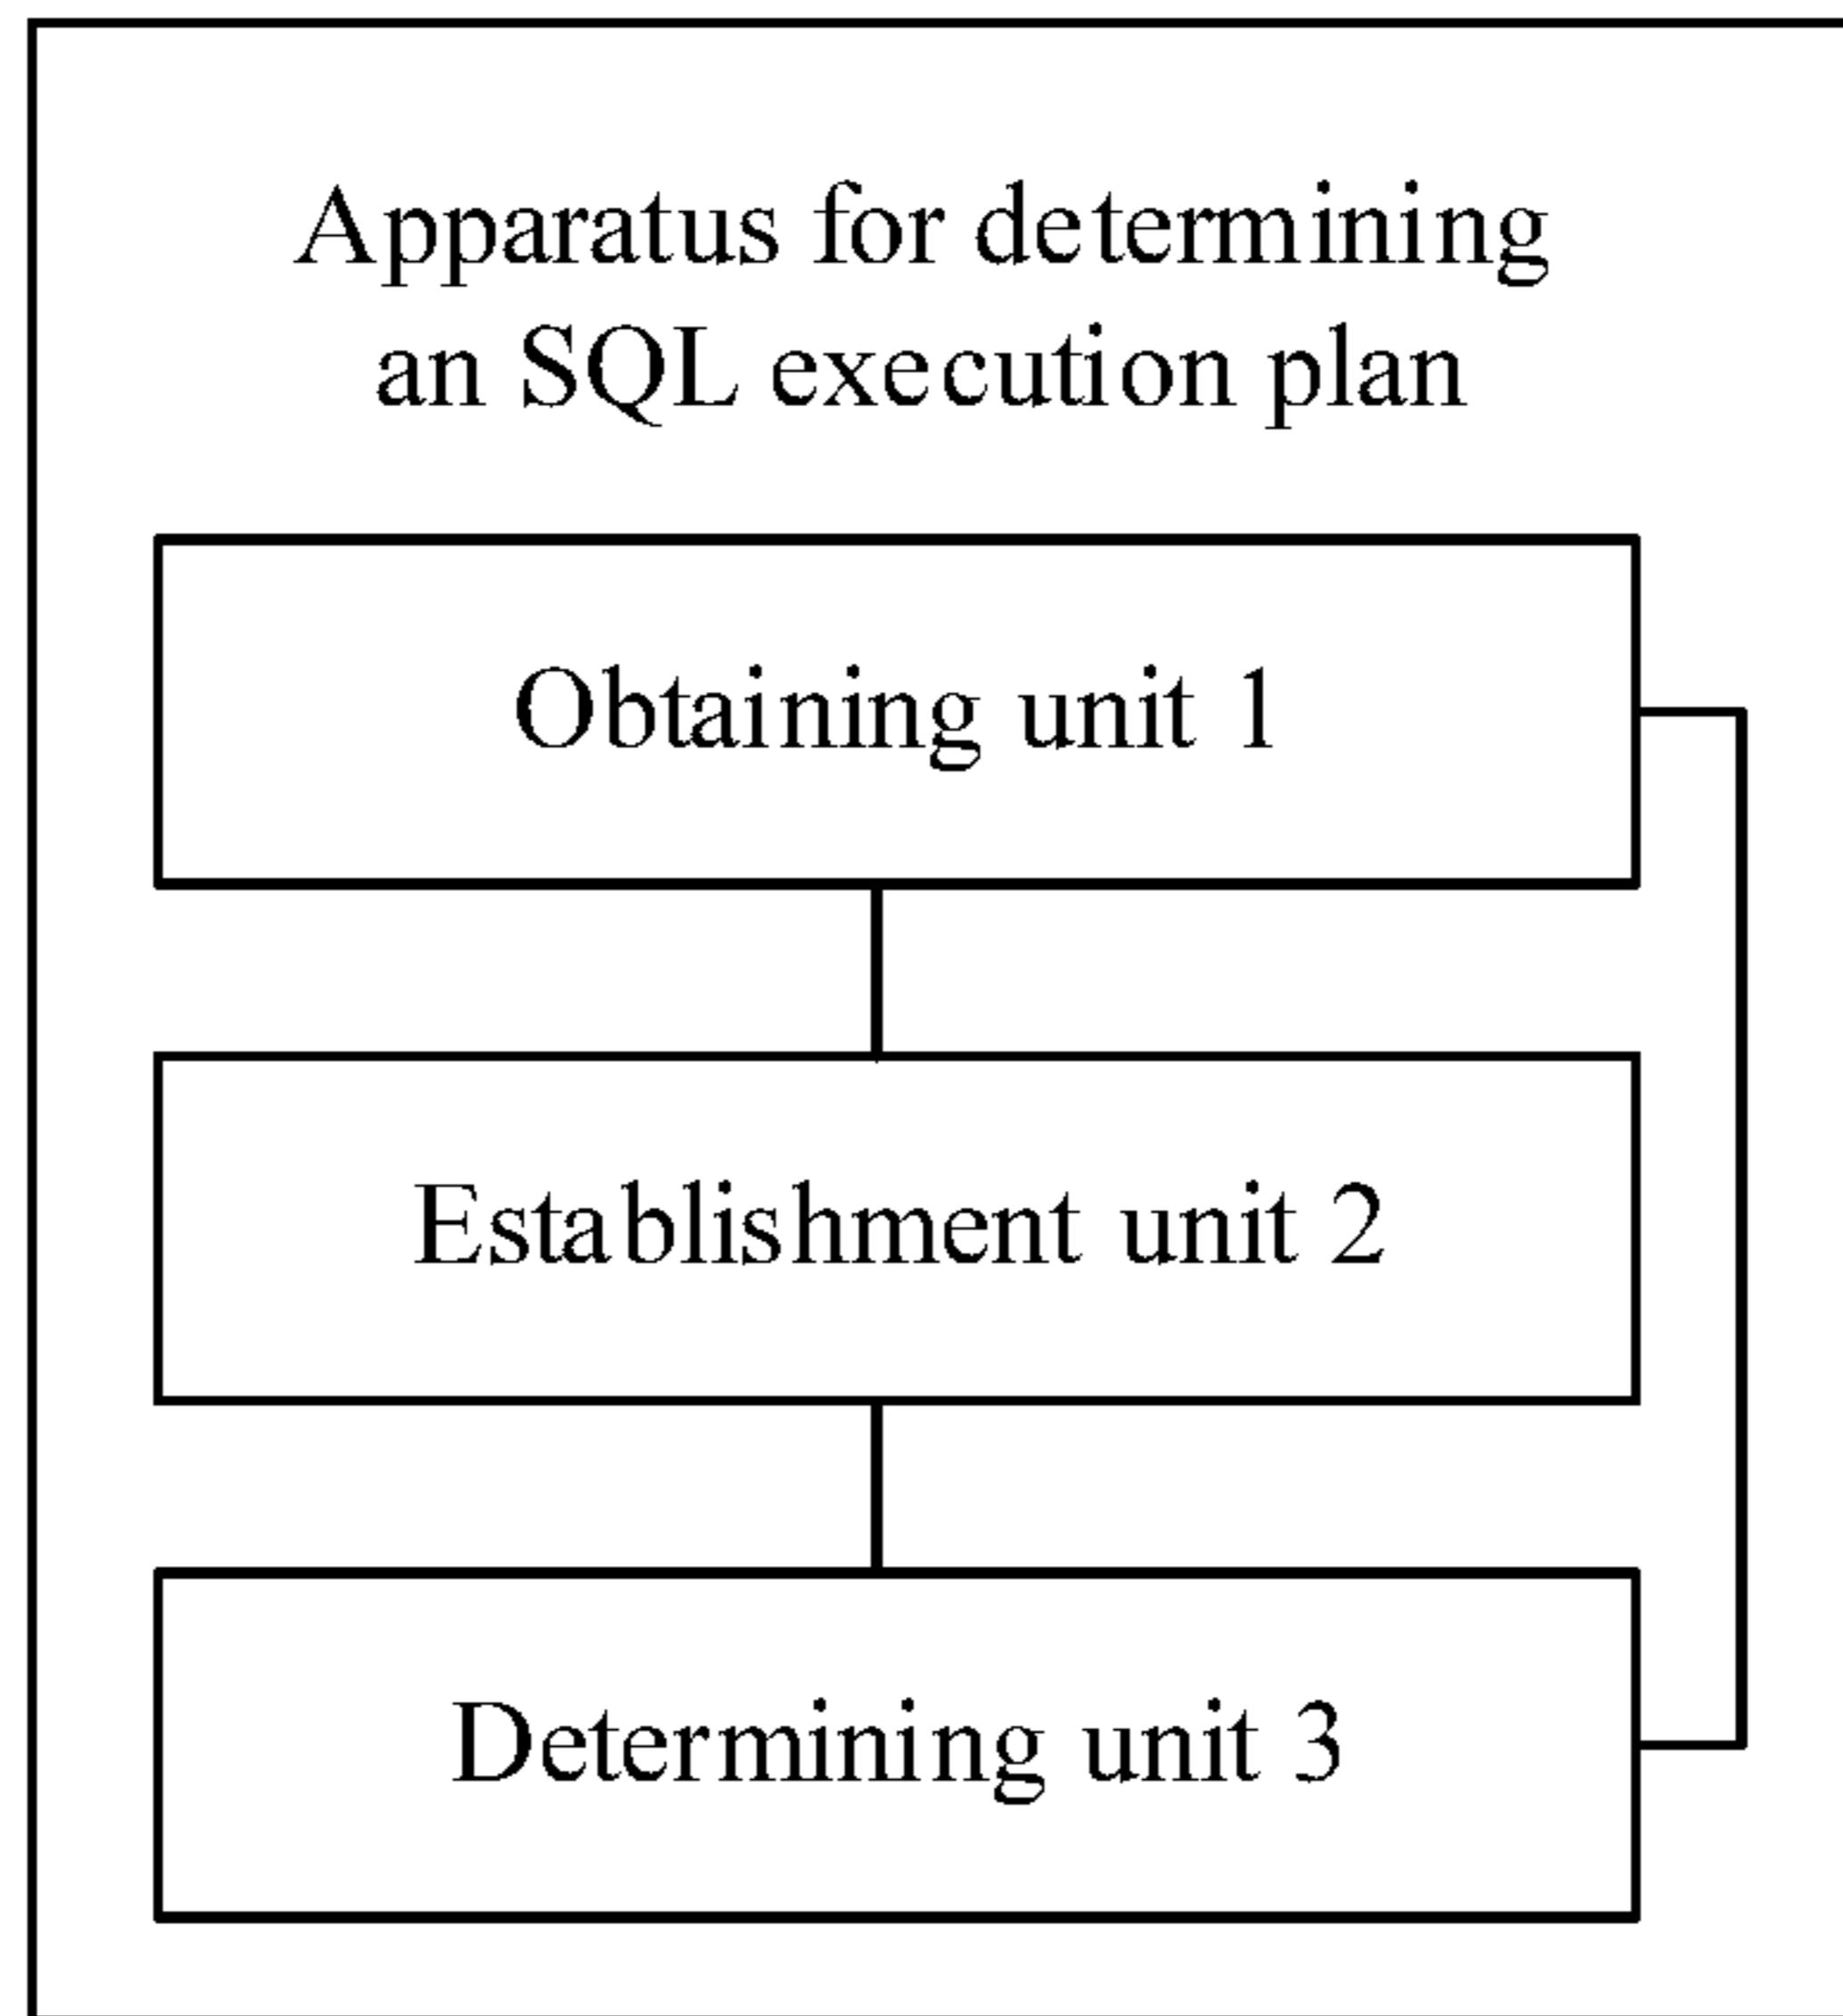 Apparatus for determining
an SQL execution plan
Obtaining unit 1
Establishment unit 2
Determining unit 3